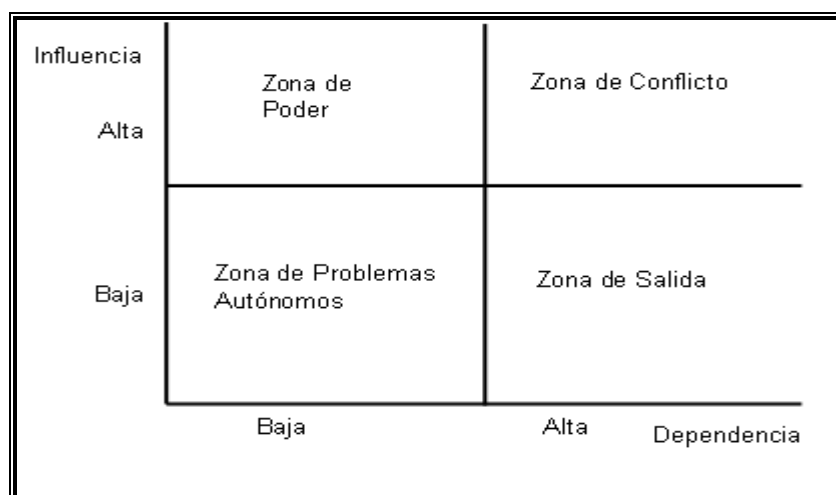 Influencia
Zona de
Poder
Zona de Conflicto
Alta
Zona de Problemas
Autónomos
Zona de Salida
Baja
Baja
Alta
Dependencia